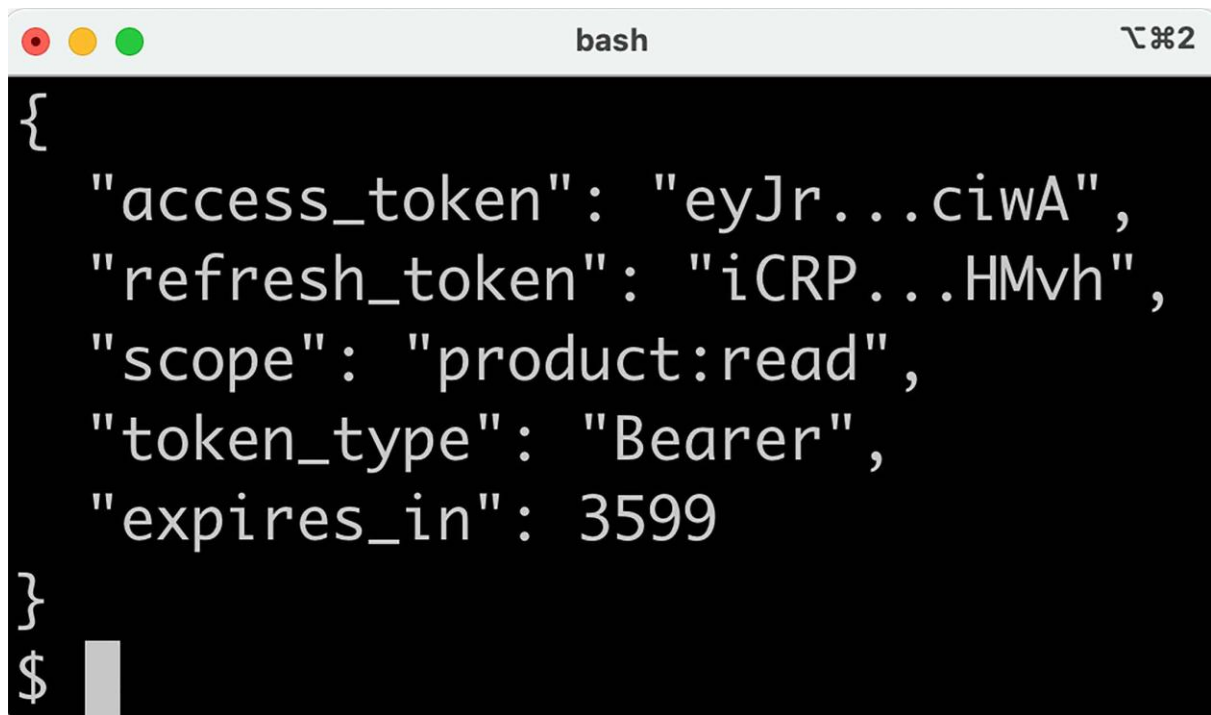 bash ⌥⌘2
{
"access_token": "eyJr...ciwA",
"refresh_token": "iCRP...HMvh",
"scope": "product:read",
"token_type": "Bearer",
"expires_in": 3599
}
$